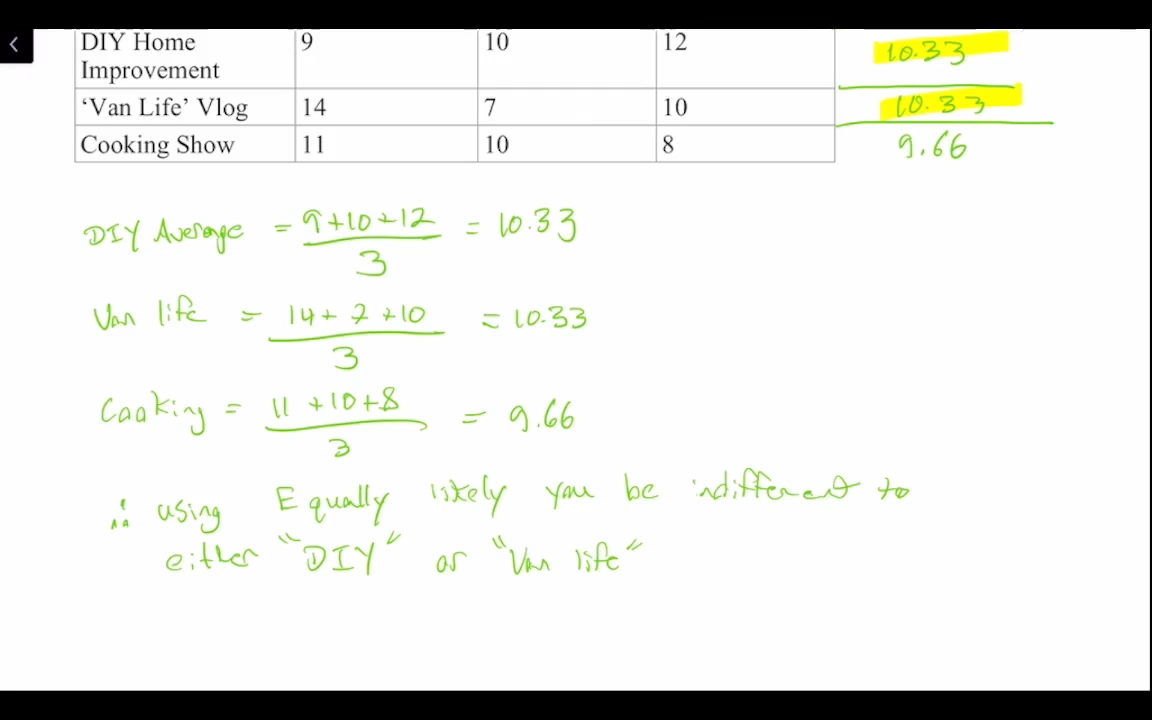 DIY Home 9 10 12 10.33
Improvement
‘Van Life’ Vlog 14 7 10 10.33
Cooking Show 11 10 8 9.66
DIY Average = 9+10+12 = 10.33
3
Van life = 14+7+10 = 10.33
3
Cooking = 11+10+8 = 9.66
3
∴ using Equally likely you be indifferent to
either "DIY" or "Van life"